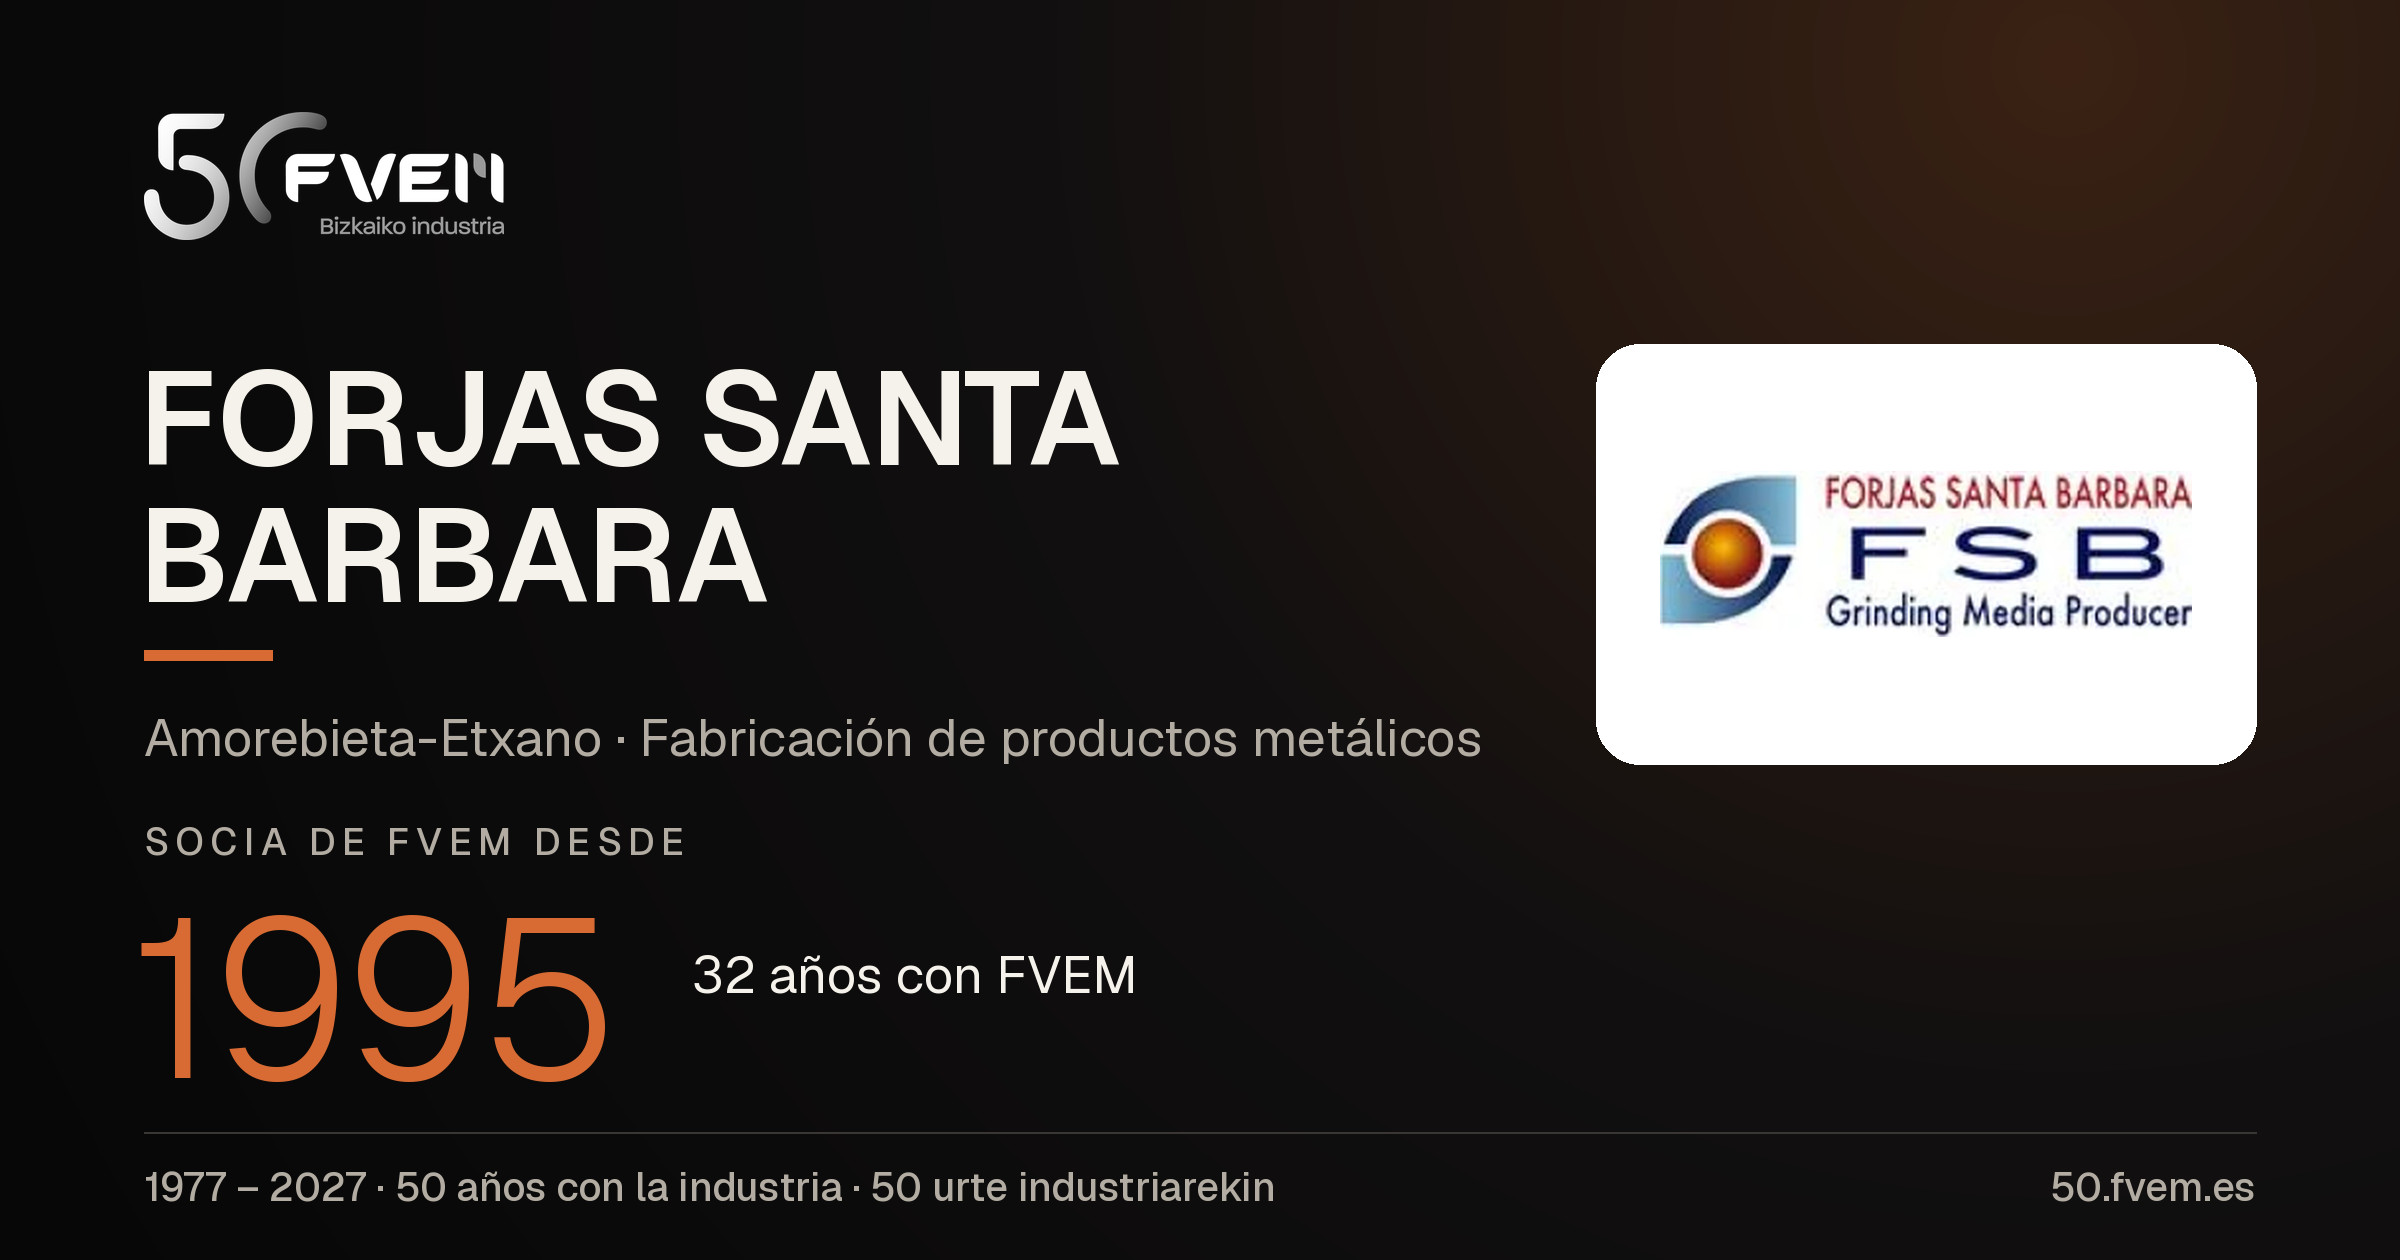 50 FVEM
Bizkaiko industria
FORJAS SANTA
BARBARA
FORJAS SANTA BARBARA
FSB
Grinding Media Producer
Amorebieta-Etxano · Fabricación de productos metálicos
SOCIA DE FVEM DESDE
1995
32 años con FVEM
1977 – 2027 · 50 años con la industria · 50 urte industriarekin
50.fvem.es